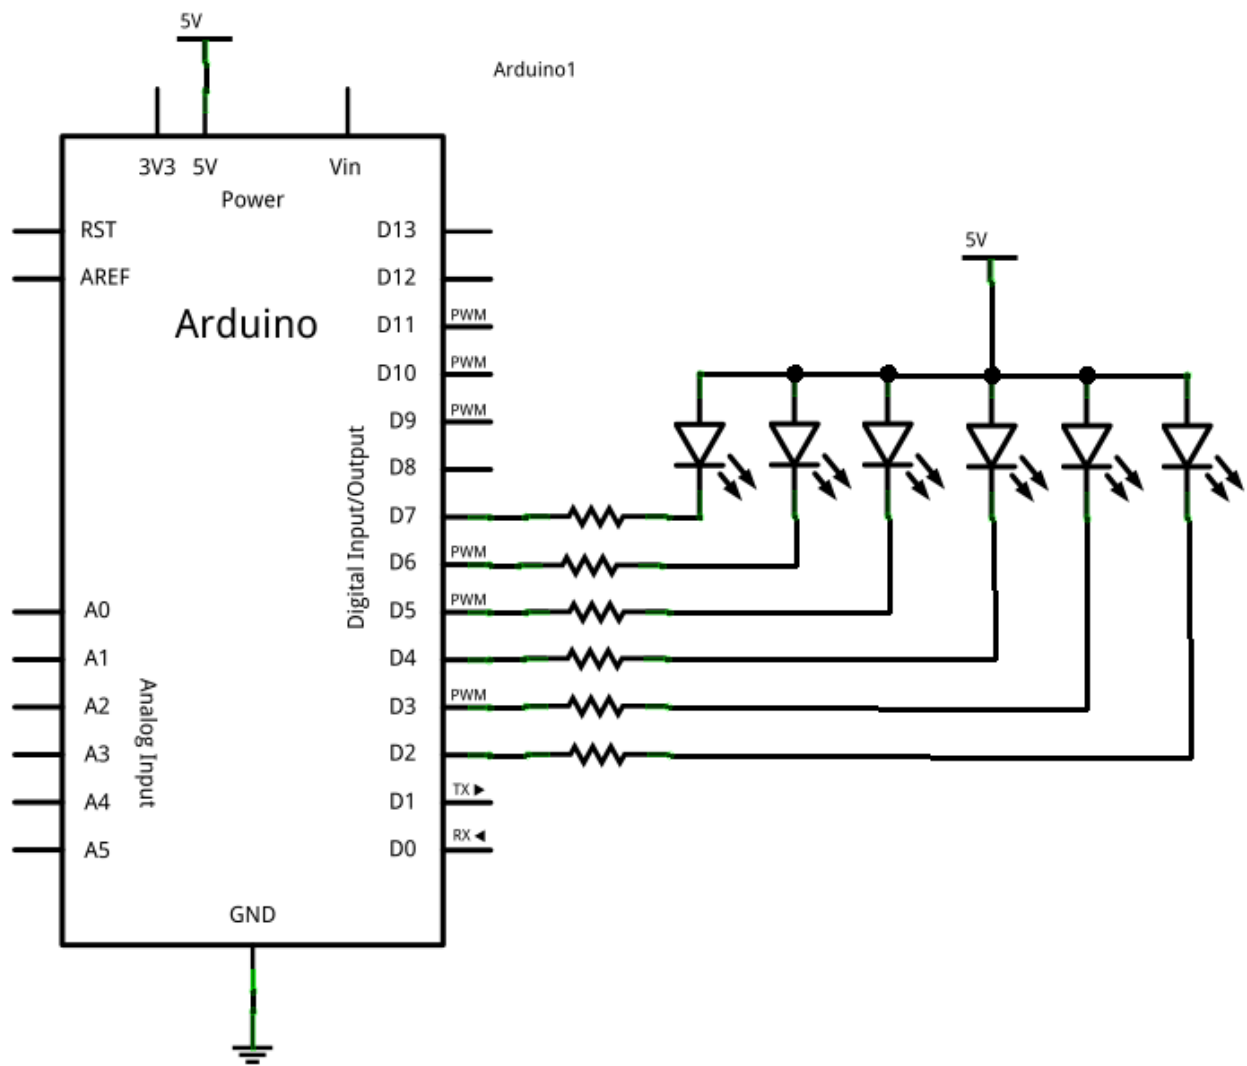 5V
Arduino1
3V3 5V Vin
Power
RST
AREF
Arduino
D13
D12
D11 PWM
D10 PWM
D9 PWM
D8
D7
D6 PWM
D5 PWM
D4
D3 PWM
D2
D1 TX ▶
D0 RX ◀
Digital Input/Output
A0
A1
A2
A3
A4
A5
Analog Input
GND
5V